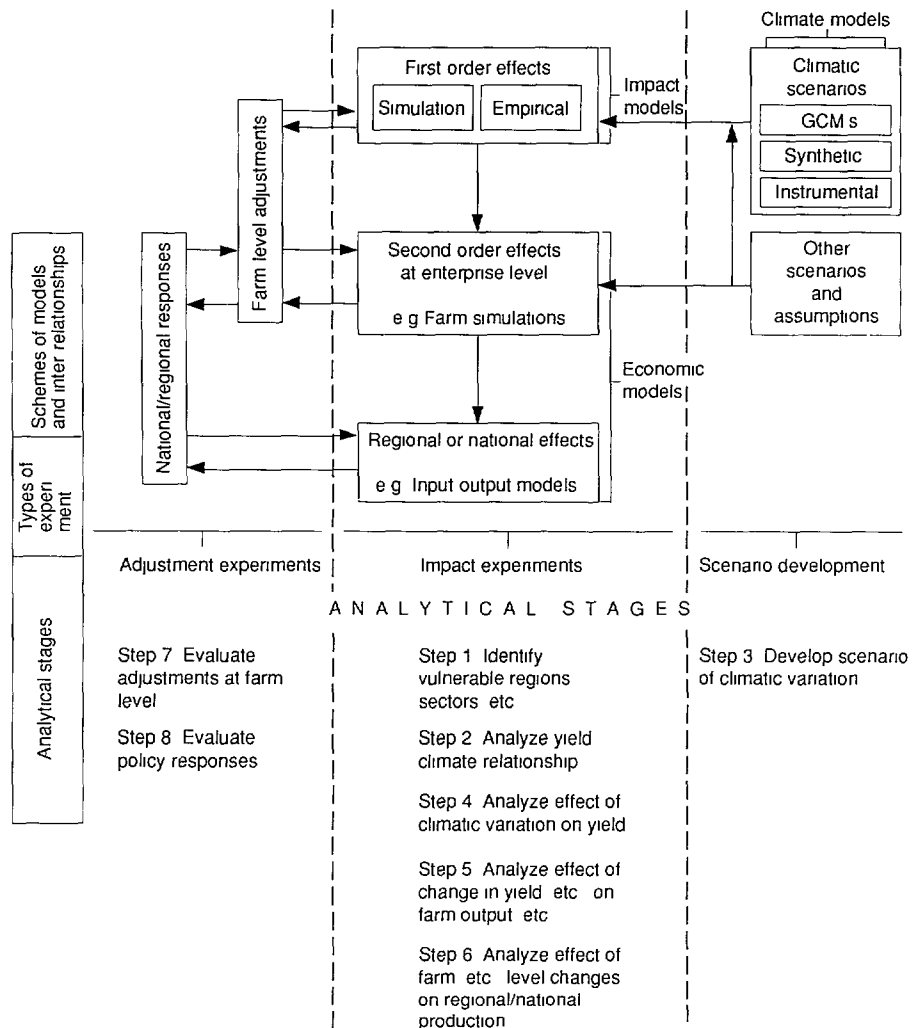 Climate models
First order effects
Simulation
Empirical
Impact
models
Climatic
scenarios
GCM s
Synthetic
Instrumental
Farm level adjustments
National/regional responses
Second order effects
at enterprise level
e g Farm simulations
Other
scenarios
and
assumptions
Economic
models
Regional or national effects
e g Input output models
Schemes of models
and inter relationships
Types of
experi
ment
Analytical stages
Adjustment experiments
Impact experiments
Scenario development
ANALYTICAL STAGES
Step 7 Evaluate
adjustments at farm
level
Step 8 Evaluate
policy responses
Step 1 Identify
vulnerable regions
sectors etc
Step 2 Analyze yield
climate relationship
Step 4 Analyze effect of
climatic variation on yield
Step 5 Analyze effect of
change in yield etc on
farm output etc
Step 6 Analyze effect of
farm etc level changes
on regional/national
production
Step 3 Develop scenario
of climatic variation